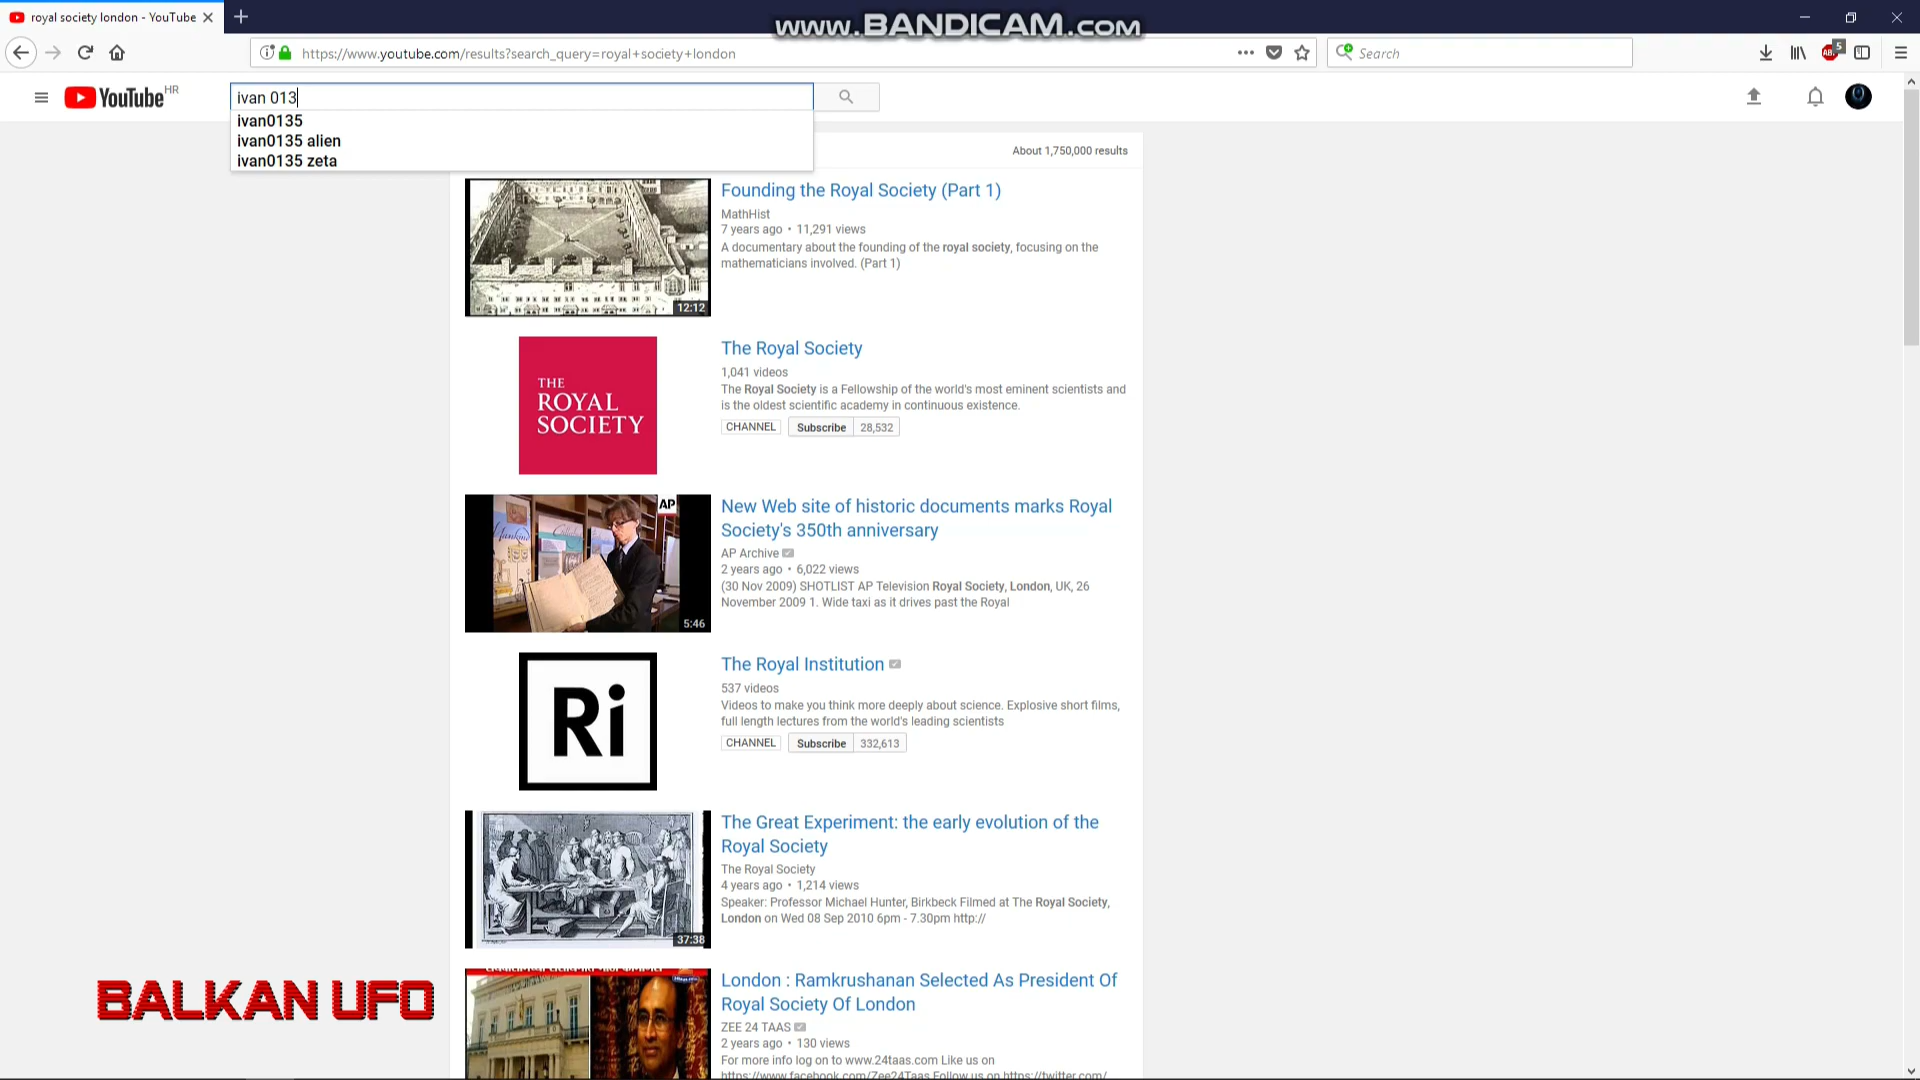 royal society london - YouTube
www.BANDICAM.com
https://www.youtube.com/results?search_query=royal+society+london
Search
5
YouTube HR
ivan 013
ivan0135
ivan0135 alien
ivan0135 zeta
About 1,750,000 results
Founding the Royal Society (Part 1)
MathHist
7 years ago • 11,291 views
A documentary about the founding of the royal society, focusing on the
mathematicians involved. (Part 1)
12:12
THE
ROYAL
SOCIETY
The Royal Society
1,041 videos
The Royal Society is a Fellowship of the world's most eminent scientists and
is the oldest scientific academy in continuous existence.
CHANNEL Subscribe 28,532
AP
5:46
New Web site of historic documents marks Royal
Society's 350th anniversary
AP Archive
2 years ago • 6,022 views
(30 Nov 2009) SHOTLIST AP Television Royal Society, London, UK, 26
November 2009 1. Wide taxi as it drives past the Royal
Ri
The Royal Institution
537 videos
Videos to make you think more deeply about science. Explosive short films,
full length lectures from the world's leading scientists
CHANNEL Subscribe 332,613
37:38
The Great Experiment: the early evolution of the
Royal Society
The Royal Society
4 years ago • 1,214 views
Speaker: Professor Michael Hunter, Birkbeck Filmed at The Royal Society,
London on Wed 08 Sep 2010 6pm - 7.30pm http://
London : Ramkrushanan Selected As President Of
Royal Society Of London
ZEE 24 TAAS
2 years ago • 130 views
For more info log on to www.24taas.com Like us on
https://www.facebook.com/Zee24Taas Follow us on https://twitter.com/
BALKAN UFO